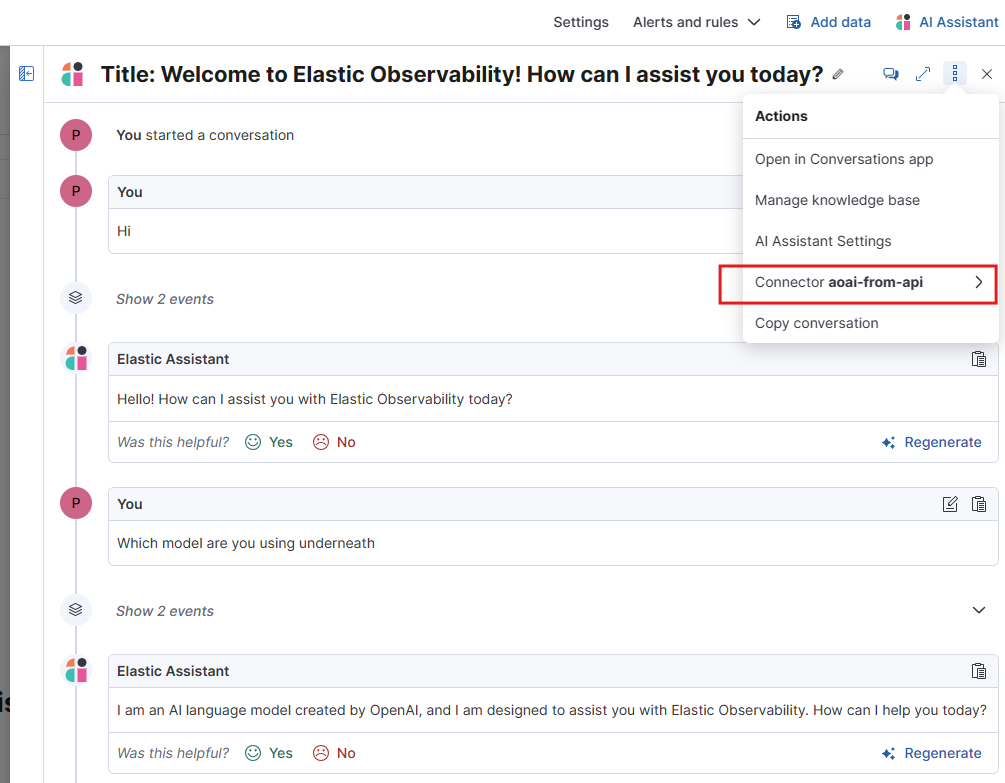 Settings Alerts and rules Add data AI Assistant
Title: Welcome to Elastic Observability! How can I assist you today?
Actions
Open in Conversations app
Manage knowledge base
AI Assistant Settings
Connector aoai-from-api
Copy conversation
P You started a conversation
P You
Hi
Show 2 events
Elastic Assistant
Hello! How can I assist you with Elastic Observability today?
Was this helpful? Yes No Regenerate
P You
Which model are you using underneath
Show 2 events
Elastic Assistant
I am an AI language model created by OpenAI, and I am designed to assist you with Elastic Observability. How can I help you today?
Was this helpful? Yes No Regenerate